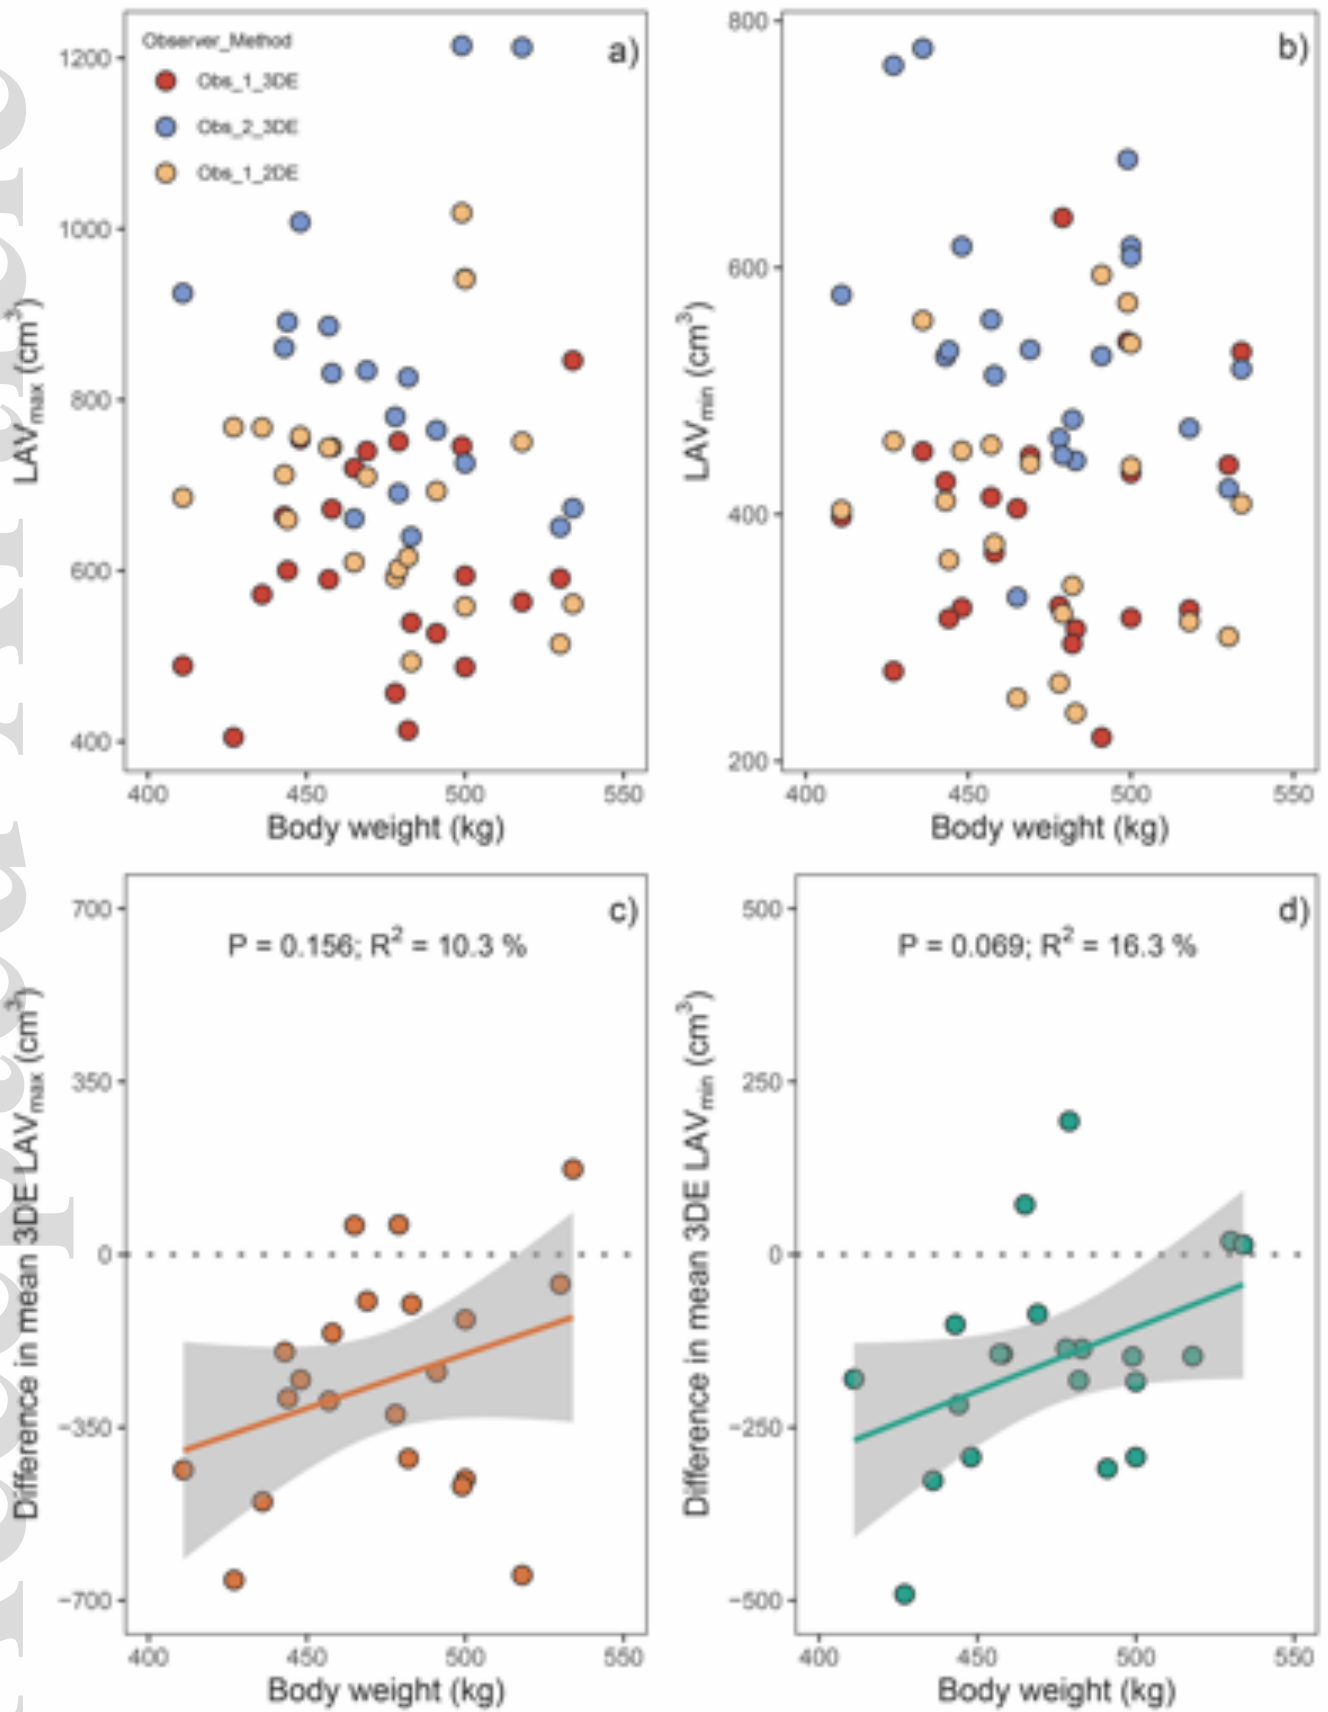 Observer_Method
Obs_1_3DE
Obs_2_3DE
Obs_1_2DE
a)
1200
1000
800
600
400
LAVmax (cm³)
400 450 500 550
Body weight (kg)
b)
800
600
400
200
LAVmin (cm³)
400 450 500 550
Body weight (kg)
c)
P = 0.156; R² = 10.3 %
700
350
0
−350
−700
Difference in mean 3DE LAVmax (cm³)
400 450 500 550
Body weight (kg)
d)
P = 0.069; R² = 16.3 %
500
250
0
−250
−500
Difference in mean 3DE LAVmin (cm³)
400 450 500 550
Body weight (kg)